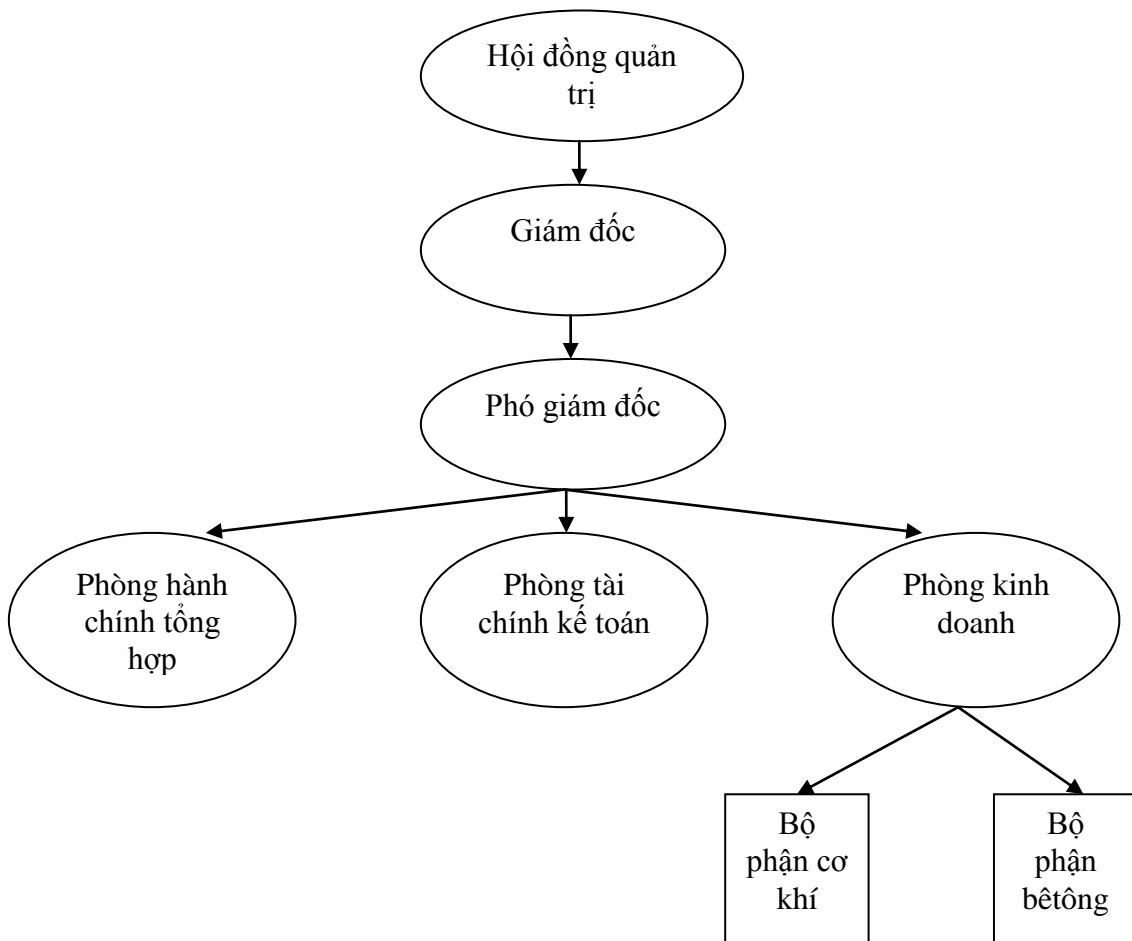 Hội đồng quản
trị
Giám đốc
Phó giám đốc
Phòng hành
chính tổng
hợp
Phòng tài
chính kế toán
Phòng kinh
doanh
Bộ
phận cơ
khí
Bộ
phận
bêtông